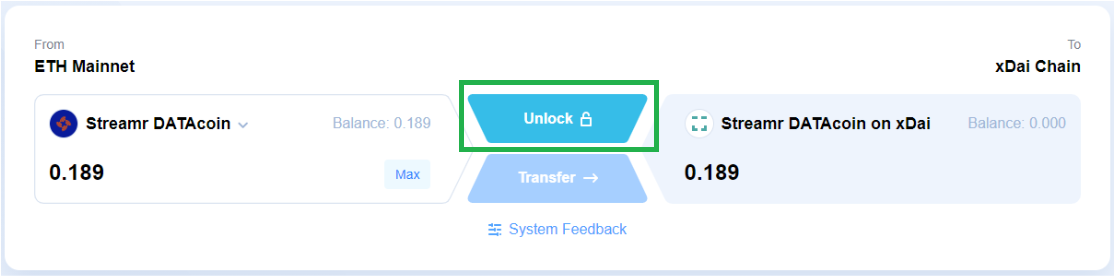 From
To
ETH Mainnet
xDai Chain
Streamr DATAcoin
Balance: 0.189
Unlock
Streamr DATAcoin on xDai
Balance: 0.000
0.189
Max
Transfer →
0.189
System Feedback